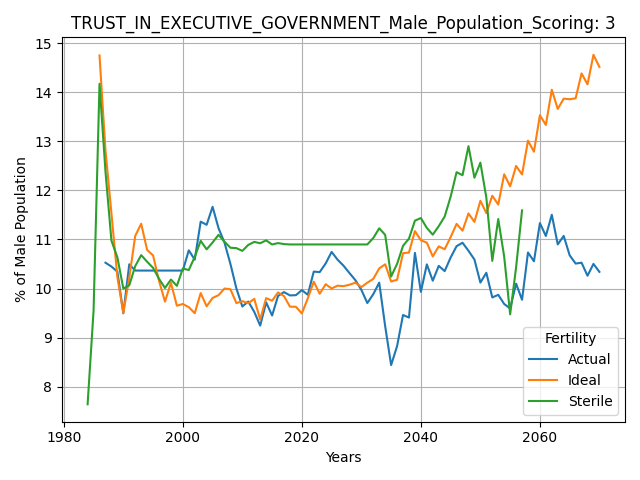 TRUST_IN_EXECUTIVE_GOVERNMENT_Male_Population_Scoring: 3
15
14
13
12
11
10
9
8
% of Male Population
1980
2000
2020
2040
2060
Years
Fertility
Actual
Ideal
Sterile